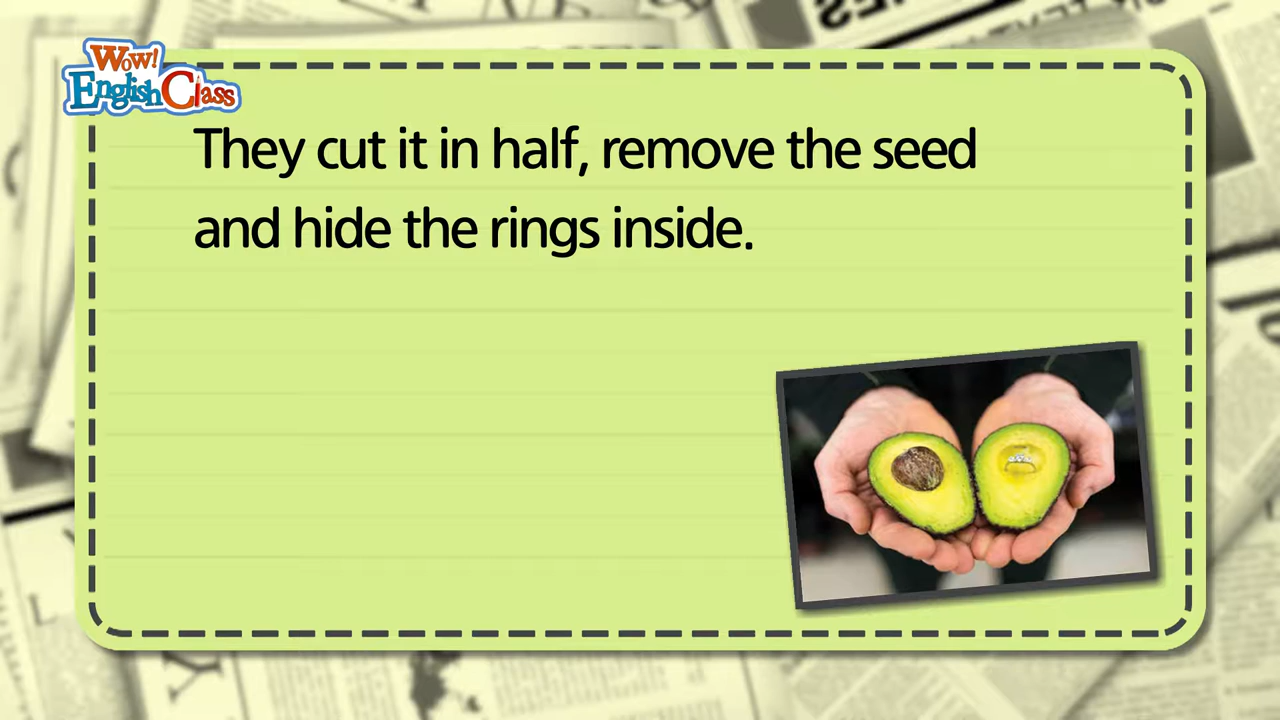 Wow!
English Class
They cut it in half, remove the seed
and hide the rings inside.